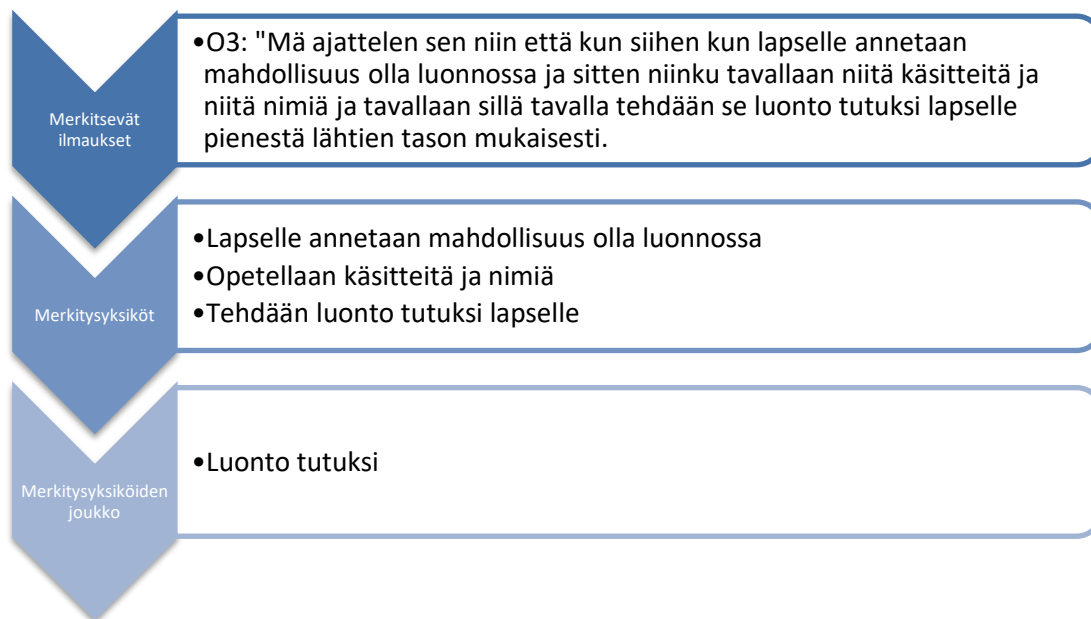 Merkitsevät
ilmaukset
•O3: "Mä ajattelen sen niin että kun siihen kun lapselle annetaan
mahdollisuus olla luonnossa ja sitten niinku tavallaan niitä käsitteitä ja
niitä nimiä ja tavallaan sillä tavalla tehdään se luonto tutuksi lapselle
pienestä lähtien tason mukaisesti.
Merkitysyksiköt
•Lapselle annetaan mahdollisuus olla luonnossa
•Opetellaan käsitteitä ja nimiä
•Tehdään luonto tutuksi lapselle
Merkitysyksiköiden
joukko
•Luonto tutuksi